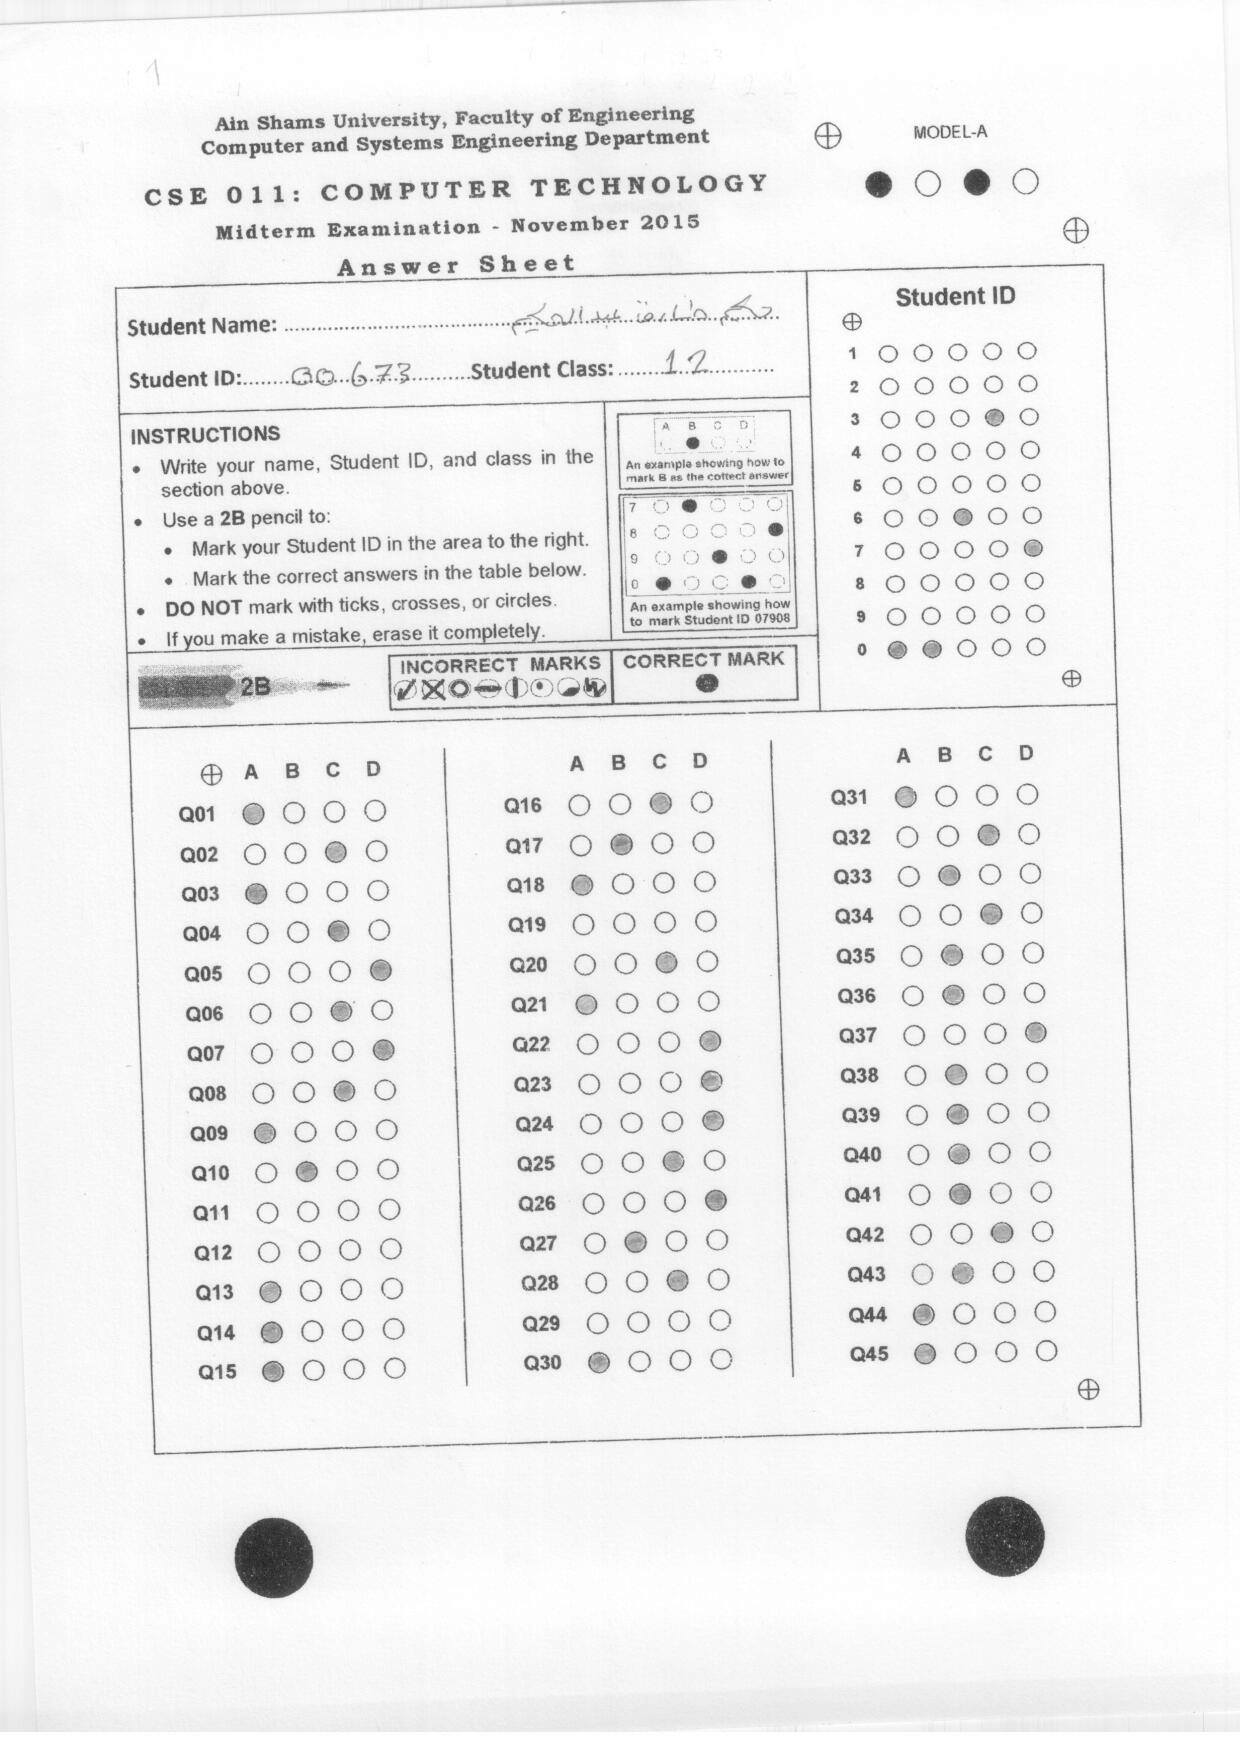 1
Ain Shams University, Faculty of Engineering
Computer and Systems Engineering Department
CSE 011: COMPUTER TECHNOLOGY
Midterm Examination - November 2015
Answer Sheet
MODEL-A
Student Name:
Student ID: 00673 Student Class: 12
INSTRUCTIONS
• Write your name, Student ID, and class in the
section above.
• Use a 2B pencil to:
• Mark your Student ID in the area to the right.
• Mark the correct answers in the table below.
• DO NOT mark with ticks, crosses, or circles.
• If you make a mistake, erase it completely.
A B C D
An example showing how to
mark B as the cottect answer
7
8
9
0
An example showing how
to mark Student ID 07908
2B
INCORRECT MARKS
CORRECT MARK
Student ID
1
2
3
4
5
6
7
8
9
0
A B C D
Q01
Q02
Q03
Q04
Q05
Q06
Q07
Q08
Q09
Q10
Q11
Q12
Q13
Q14
Q15
A B C D
Q16
Q17
Q18
Q19
Q20
Q21
Q22
Q23
Q24
Q25
Q26
Q27
Q28
Q29
Q30
A B C D
Q31
Q32
Q33
Q34
Q35
Q36
Q37
Q38
Q39
Q40
Q41
Q42
Q43
Q44
Q45